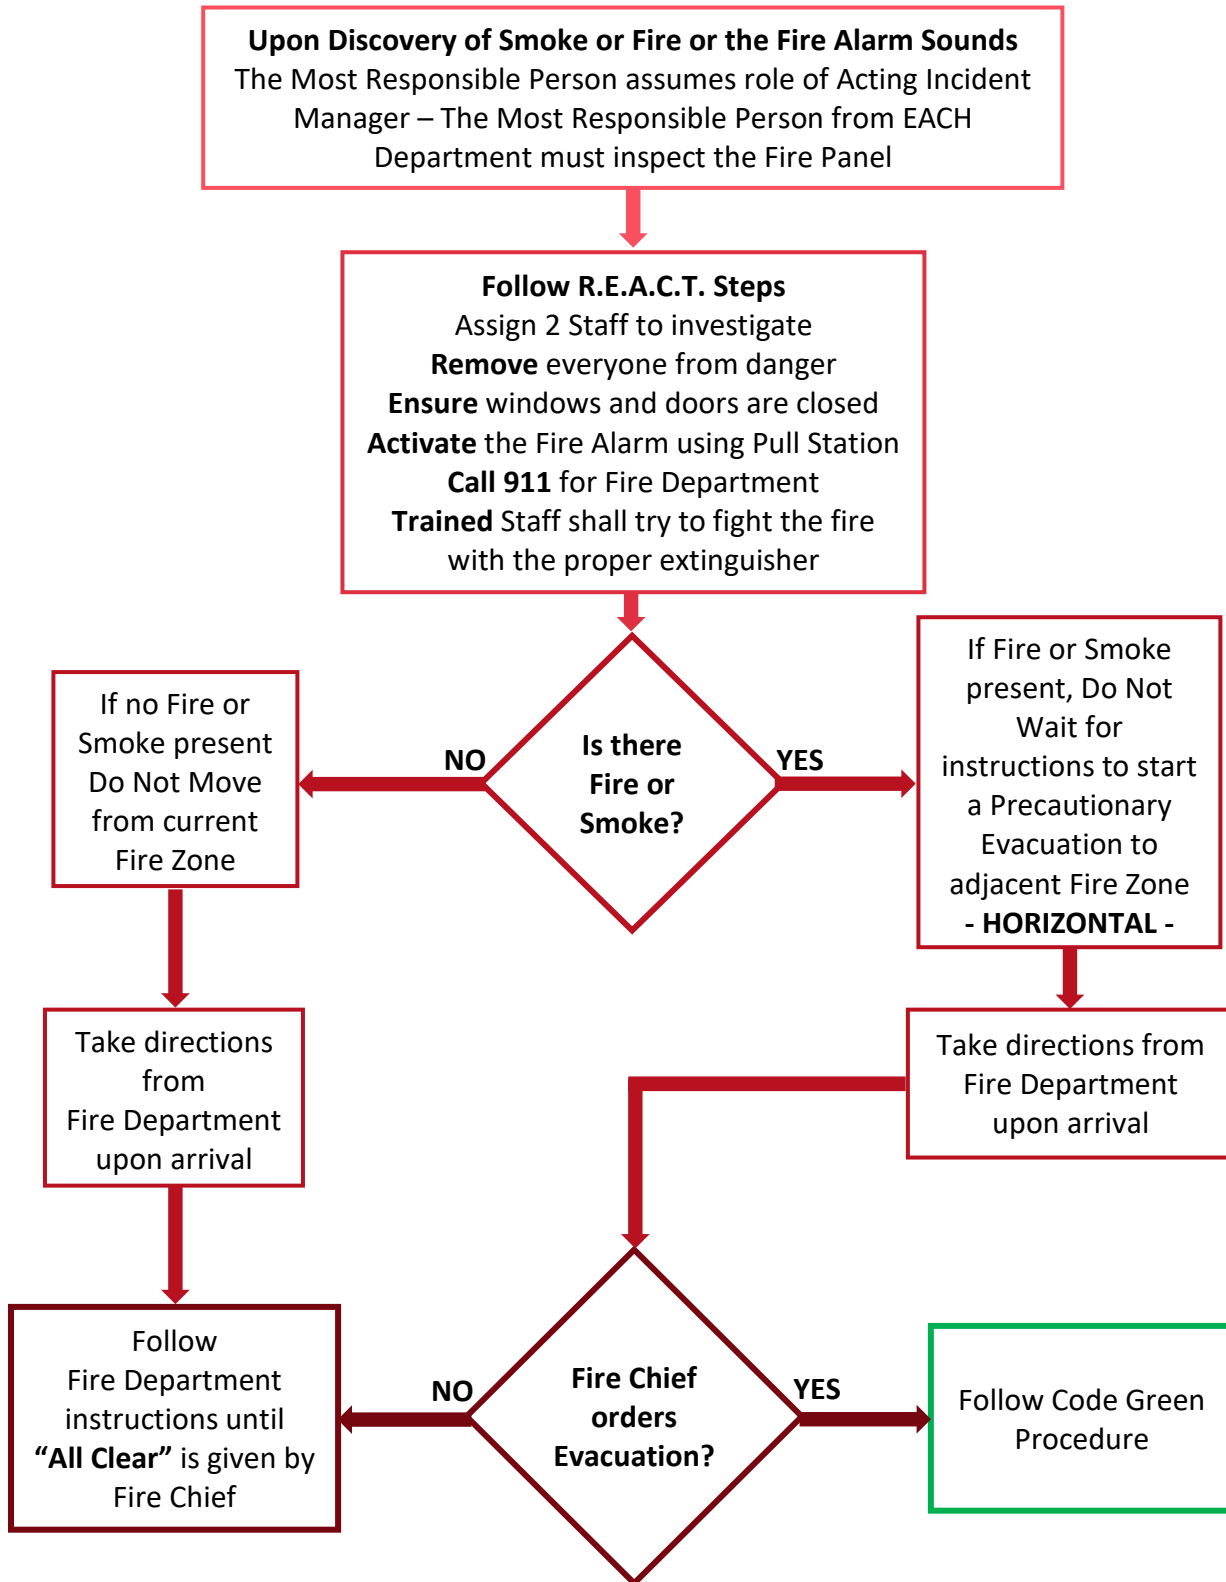 Upon Discovery of Smoke or Fire or the Fire Alarm Sounds
The Most Responsible Person assumes role of Acting Incident
Manager – The Most Responsible Person from EACH
Department must inspect the Fire Panel
Follow R.E.A.C.T. Steps
Assign 2 Staff to investigate
Remove everyone from danger
Ensure windows and doors are closed
Activate the Fire Alarm using Pull Station
Call 911 for Fire Department
Trained Staff shall try to fight the fire
with the proper extinguisher
Is there
Fire or
Smoke?
NO
YES
If no Fire or
Smoke present
Do Not Move
from current
Fire Zone
If Fire or Smoke
present, Do Not
Wait for
instructions to start
a Precautionary
Evacuation to
adjacent Fire Zone
- HORIZONTAL -
Take directions
from
Fire Department
upon arrival
Take directions from
Fire Department
upon arrival
Follow
Fire Department
instructions until
“All Clear” is given by
Fire Chief
NO
Fire Chief
orders
Evacuation?
YES
Follow Code Green
Procedure